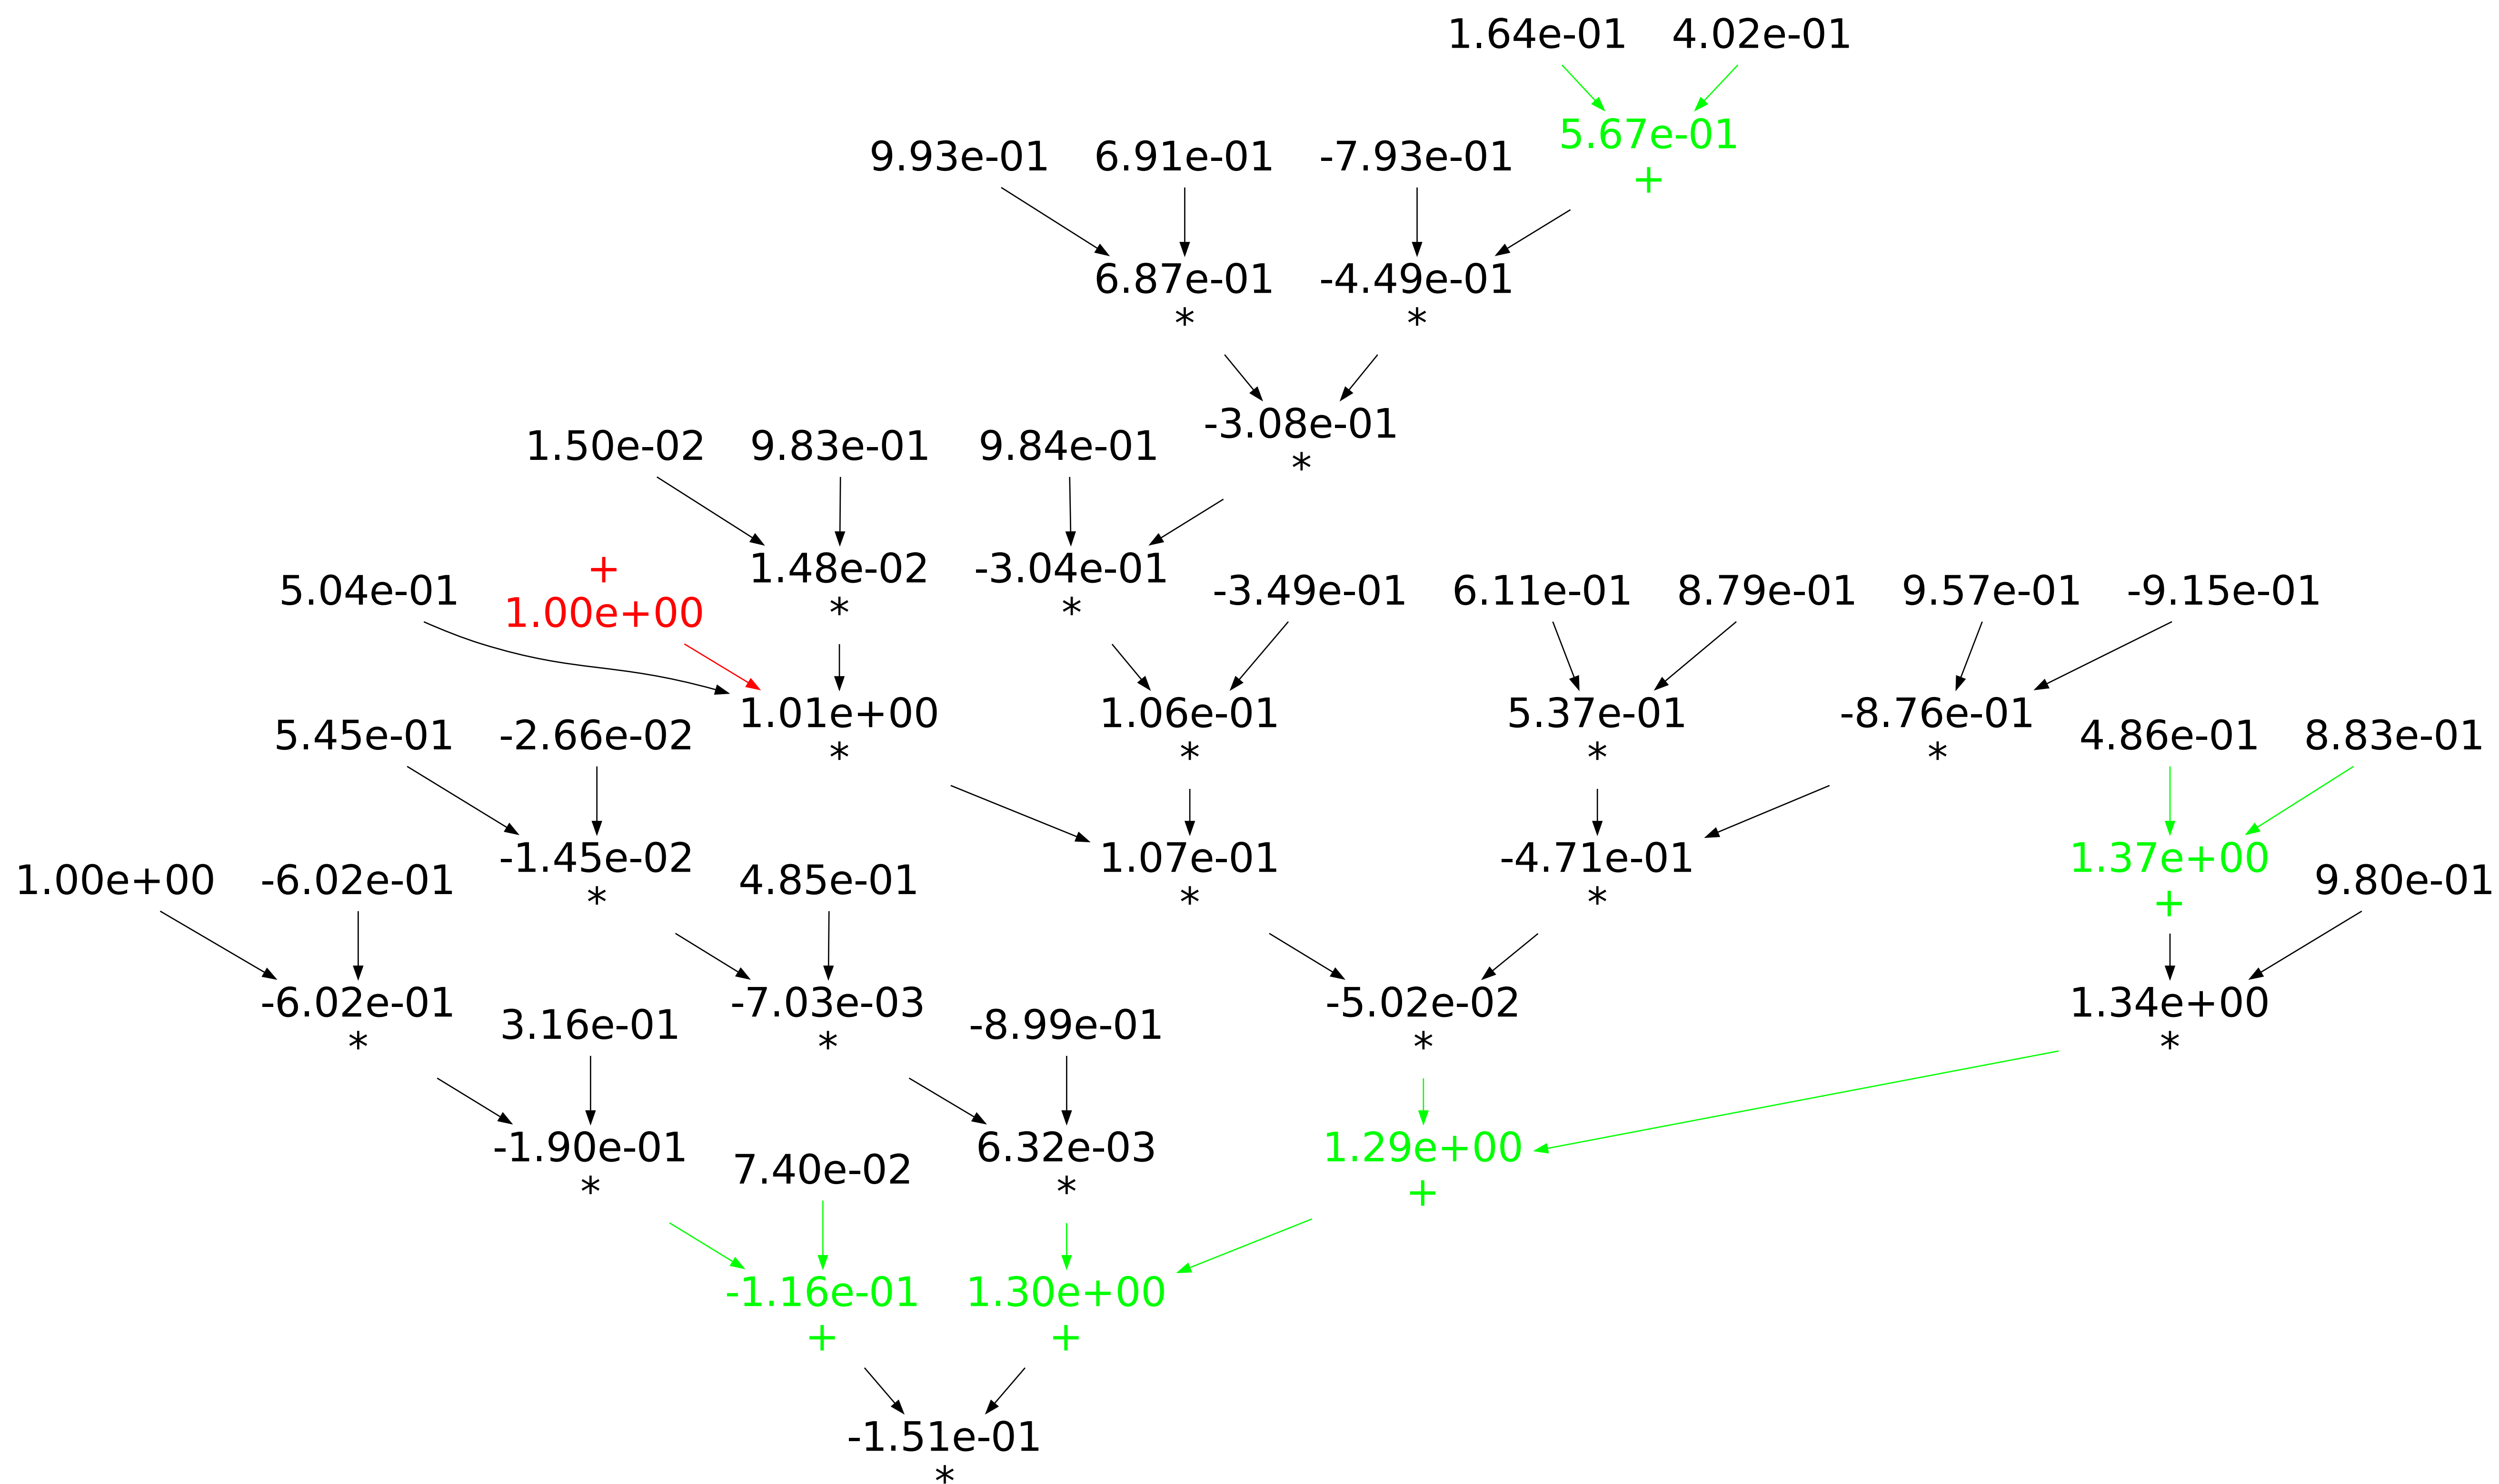 1.64e-01 4.02e-01
5.67e-01
+
9.93e-01 6.91e-01 -7.93e-01
6.87e-01 -4.49e-01
* *
-3.08e-01
*
1.50e-02 9.83e-01 9.84e-01
+
1.48e-02 -3.04e-01
* *
5.04e-01 1.00e+00 -3.49e-01 6.11e-01 8.79e-01 9.57e-01 -9.15e-01
1.01e+00 1.06e-01 5.37e-01 -8.76e-01
* * * *
5.45e-01 -2.66e-02 4.86e-01 8.83e-01
-1.45e-02 1.07e-01 -4.71e-01 1.37e+00
* * * +
1.00e+00 -6.02e-01 4.85e-01 9.80e-01
-6.02e-01 -7.03e-03 -5.02e-02 1.34e+00
* * * *
3.16e-01 -8.99e-01
-1.90e-01 6.32e-03 1.29e+00
* * +
7.40e-02
-1.16e-01 1.30e+00
+ +
-1.51e-01
*